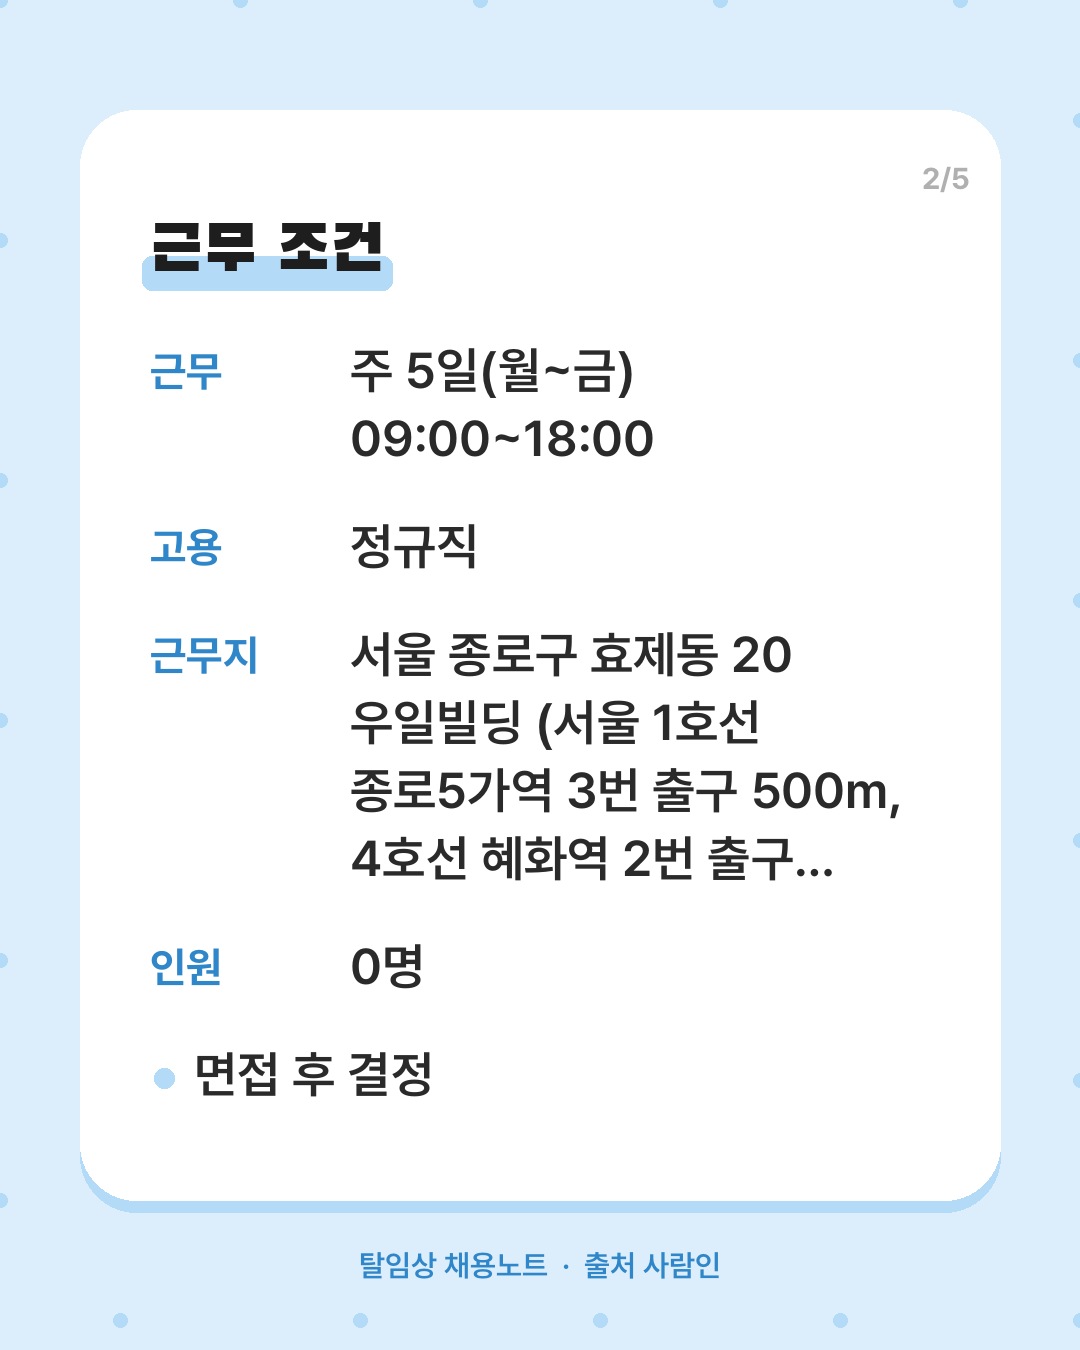 2/5
근무 조건
근무 주 5일(월~금)
09:00~18:00
고용 정규직
근무지 서울 종로구 효제동 20
우일빌딩 (서울 1호선
종로5가역 3번 출구 500m,
4호선 혜화역 2번 출구...
인원 0명
면접 후 결정
탈임상 채용노트 · 출처 사람인